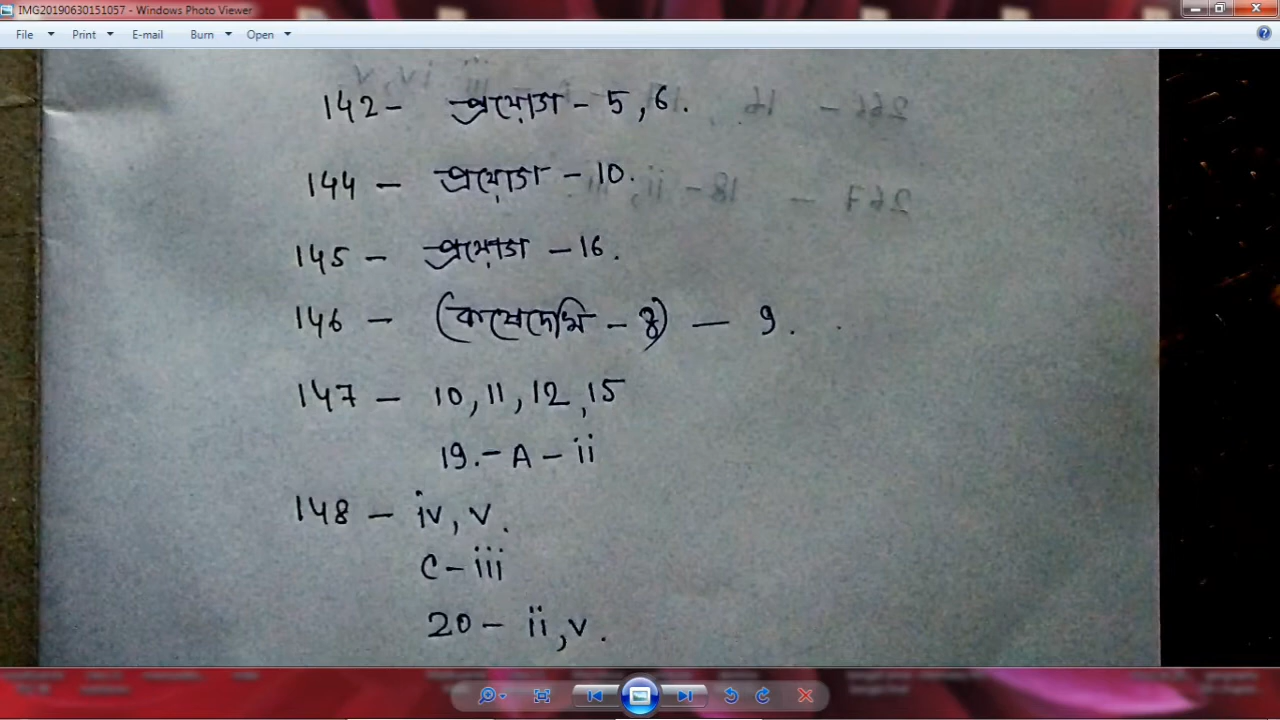 IMG20190630151057 - Windows Photo Viewer
File Print E-mail Burn Open
142 - প্রয়োগ - 5, 6.
144 - প্রয়োগ - 10.
145 - প্রয়োগ - 16.
146 - (কষেদেখি - 8) - 9.
147 - 10, 11, 12, 15
19. - A - ii
148 - iv, v.
C - iii
20 - ii, v.